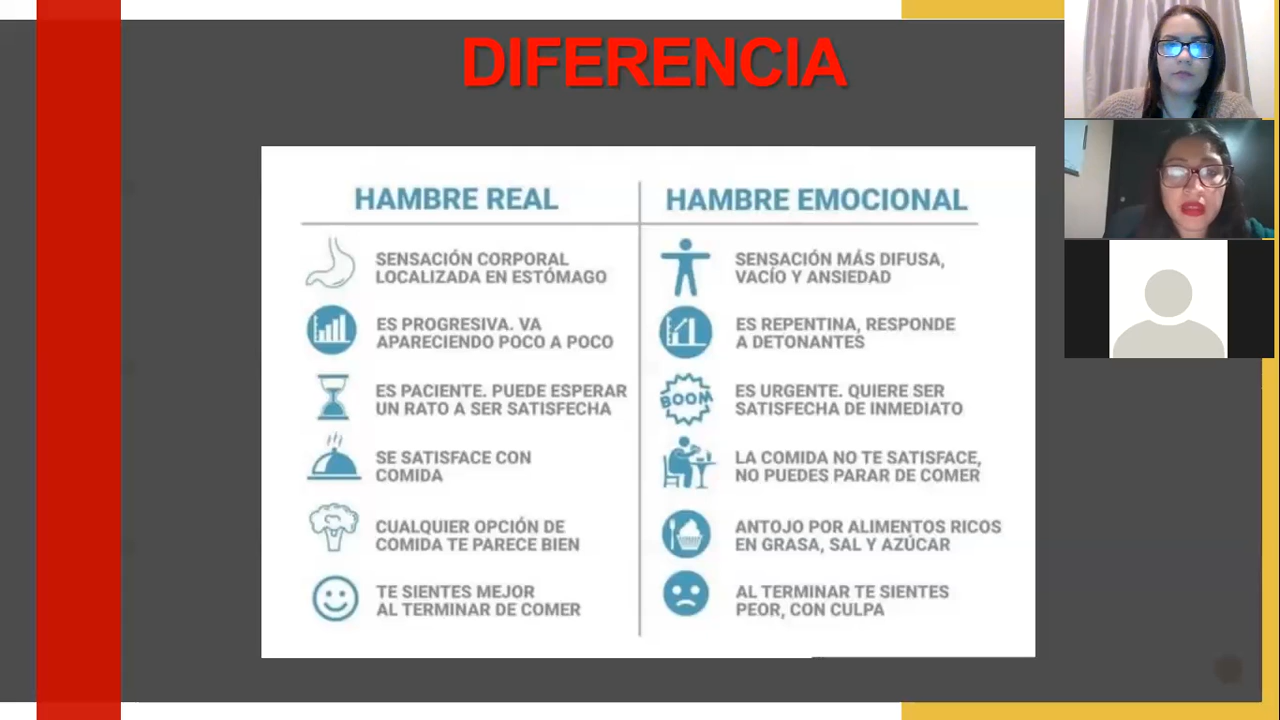 DIFERENCIA
HAMBRE REAL
SENSACIÓN CORPORAL
LOCALIZADA EN ESTÓMAGO
ES PROGRESIVA. VA
APARECIENDO POCO A POCO
ES PACIENTE. PUEDE ESPERAR
UN RATO A SER SATISFECHA
SE SATISFACE CON
COMIDA
CUALQUIER OPCIÓN DE
COMIDA TE PARECE BIEN
TE SIENTES MEJOR
AL TERMINAR DE COMER
HAMBRE EMOCIONAL
SENSACIÓN MÁS DIFUSA,
VACÍO Y ANSIEDAD
ES REPENTINA, RESPONDE
A DETONANTES
BOOM
ES URGENTE. QUIERE SER
SATISFECHA DE INMEDIATO
LA COMIDA NO TE SATISFACE,
NO PUEDES PARAR DE COMER
ANTOJO POR ALIMENTOS RICOS
EN GRASA, SAL Y AZÚCAR
AL TERMINAR TE SIENTES
PEOR, CON CULPA